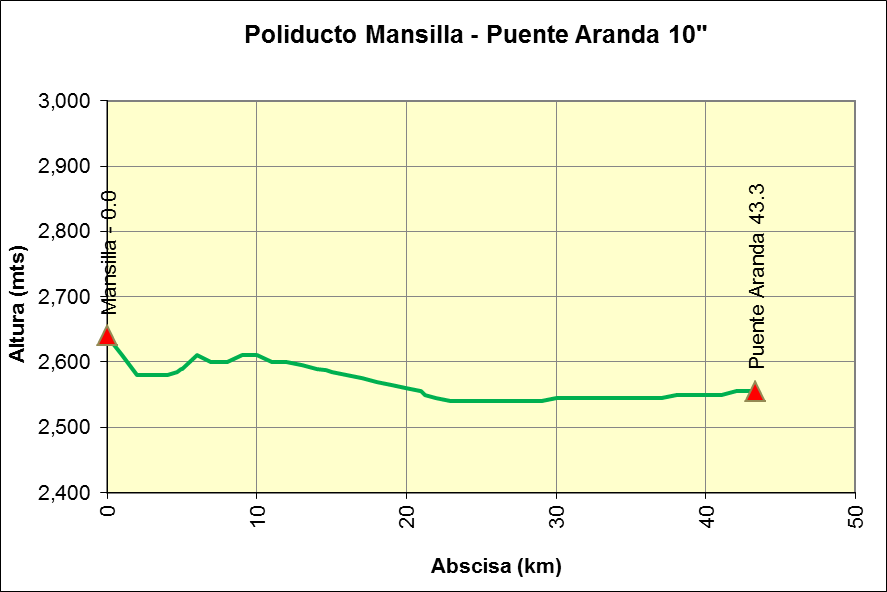 Poliducto Mansilla - Puente Aranda 10"
Altura (mts)
3,000
2,900
2,800
2,700
2,600
2,500
2,400
Mansilla - 0.0
Puente Aranda 43.3
0
10
20
30
40
50
Abscisa (km)